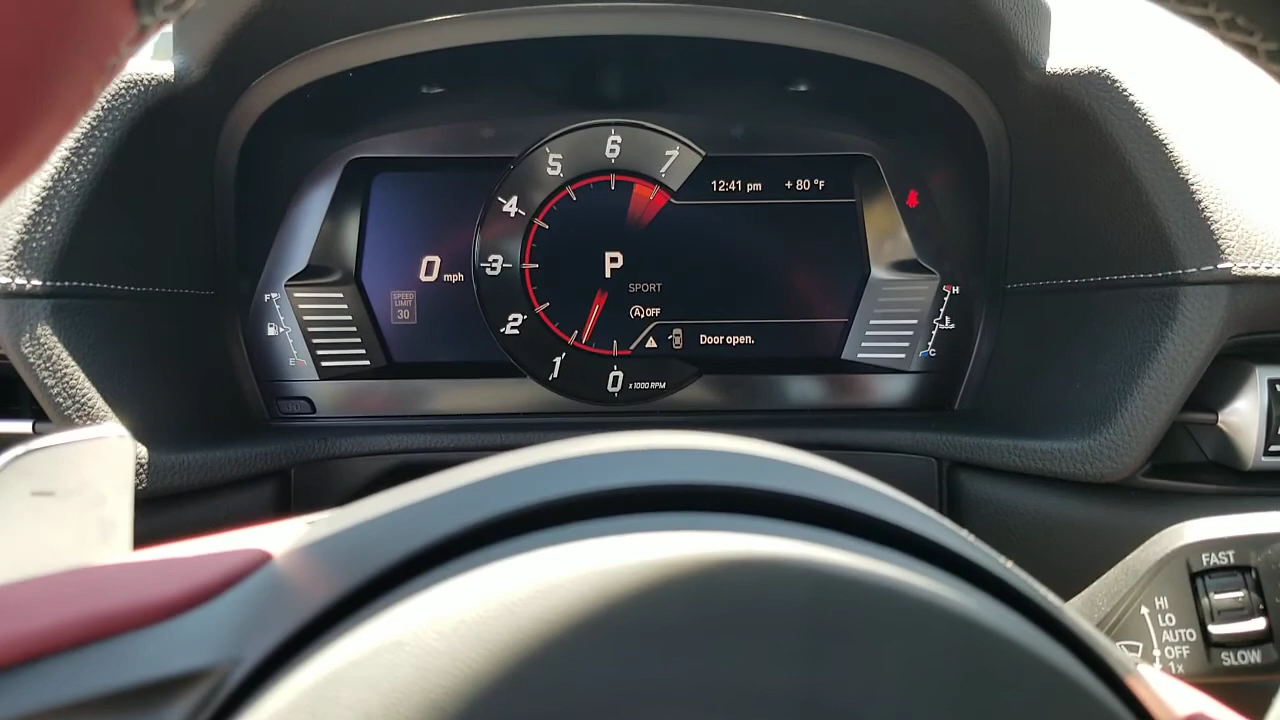 7
6
5
4
3
2
1
0 x1000 RPM
12:41 pm +80 °F
0 mph
P
SPORT
SPEED
LIMIT
30
A OFF
Door open.
F
E
H
C
FAST
HI
LO
AUTO
OFF
1x
SLOW